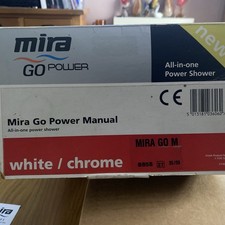 mira
GO POWER
All-in-one
Power Shower
new
Mira Go Power Manual
All-in-one power shower
CE
white / chrome
MIRA GO M
mira